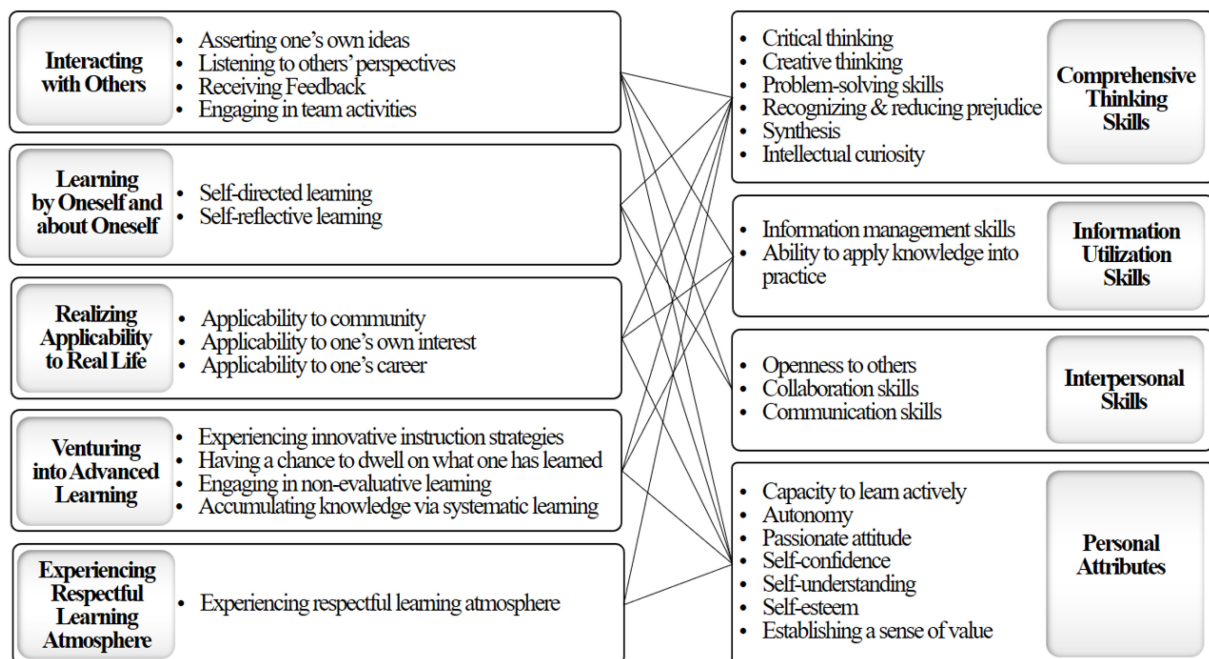 Interacting
with Others
• Asserting one's own ideas
• Listening to others' perspectives
• Receiving Feedback
• Engaging in team activities
Learning
by Oneself and
about Oneself
• Self-directed learning
• Self-reflective learning
Realizing
Applicability
to Real Life
• Applicability to community
• Applicability to one's own interest
• Applicability to one's career
Venturing
into Advanced
Learning
• Experiencing innovative instruction strategies
• Having a chance to dwell on what one has learned
• Engaging in non-evaluative learning
• Accumulating knowledge via systematic learning
Experiencing
Respectful
Learning
Atmosphere
• Experiencing respectful learning atmosphere
• Critical thinking
• Creative thinking
• Problem-solving skills
• Recognizing & reducing prejudice
• Synthesis
• Intellectual curiosity
Comprehensive
Thinking
Skills
• Information management skills
• Ability to apply knowledge into
practice
Information
Utilization
Skills
• Openness to others
• Collaboration skills
• Communication skills
Interpersonal
Skills
• Capacity to learn actively
• Autonomy
• Passionate attitude
• Self-confidence
• Self-understanding
• Self-esteem
• Establishing a sense of value
Personal
Attributes